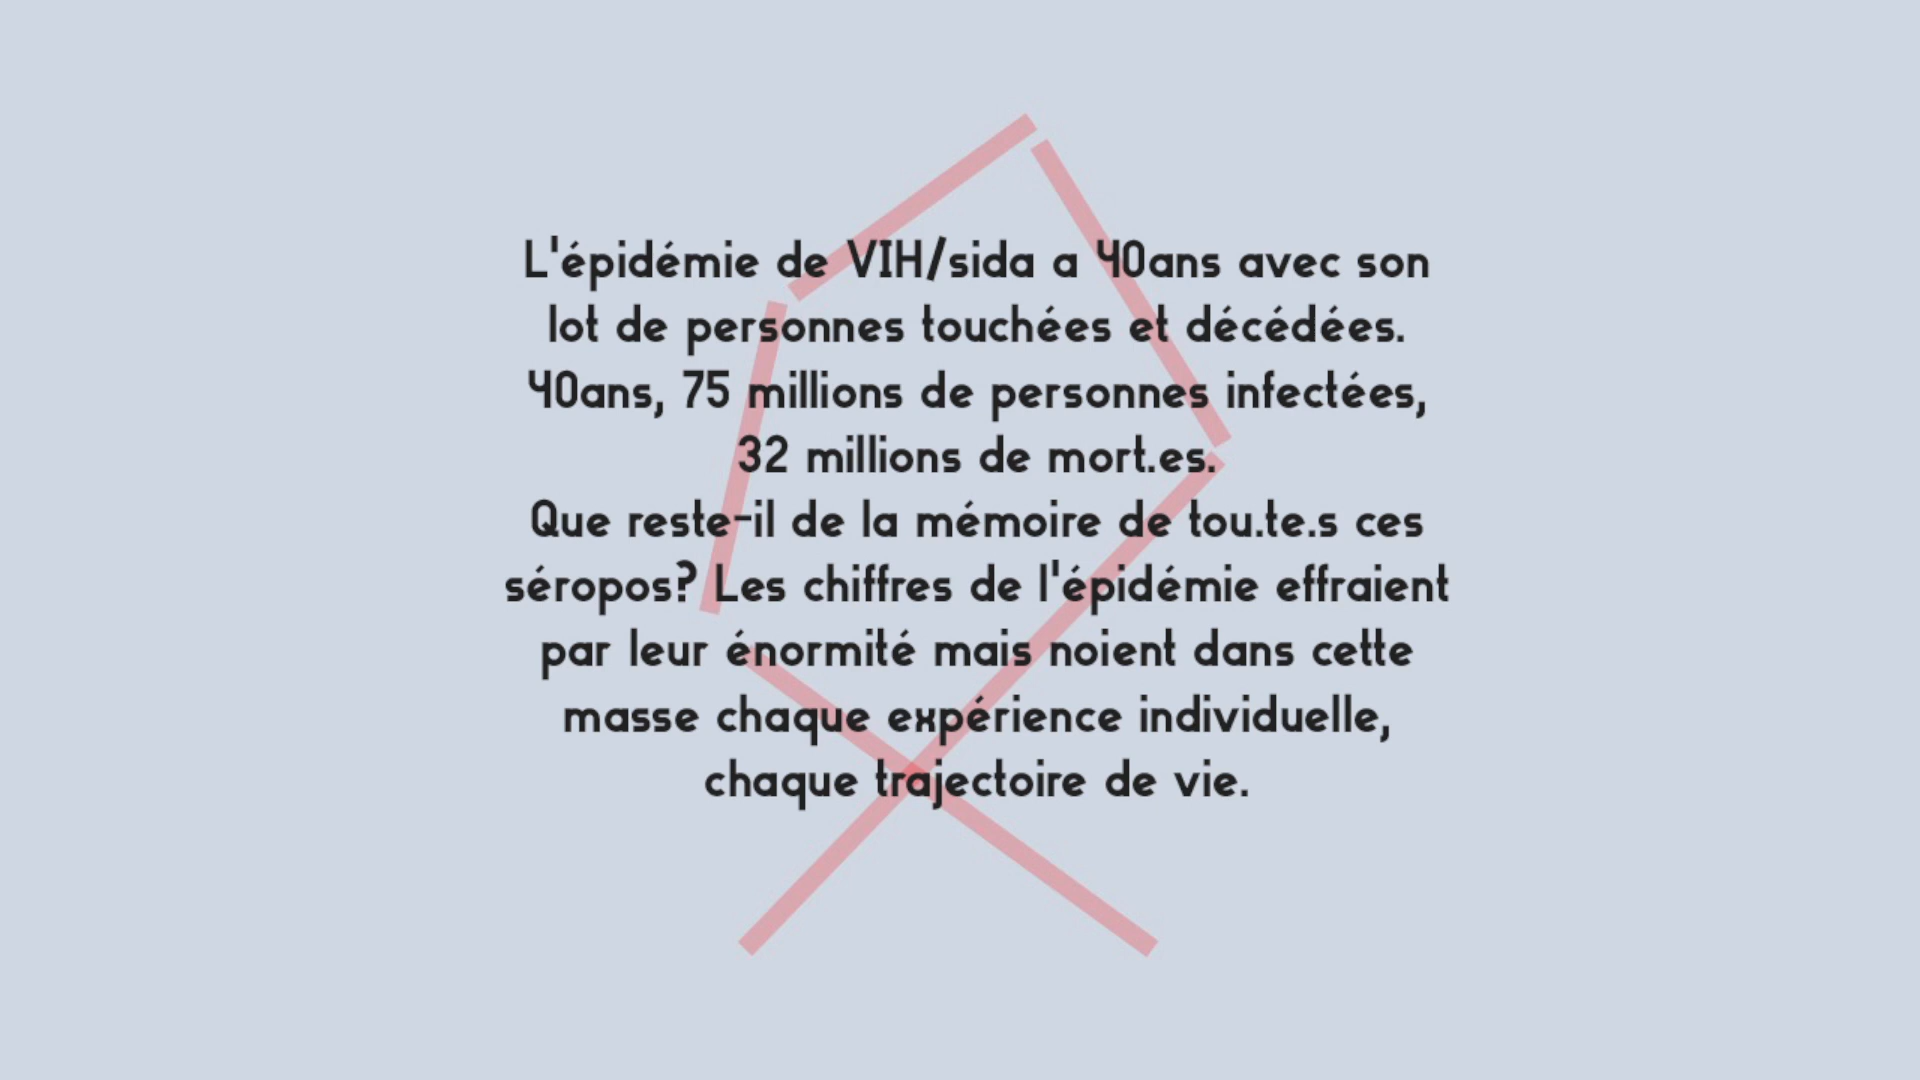 L'épidémie de VIH/sida a 40ans avec son
lot de personnes touchées et décédées.
40ans, 75 millions de personnes infectées,
32 millions de mort.es.
Que reste-il de la mémoire de tou.te.s ces
séropos? Les chiffres de l'épidémie effraient
par leur énormité mais noient dans cette
masse chaque expérience individuelle,
chaque trajectoire de vie.